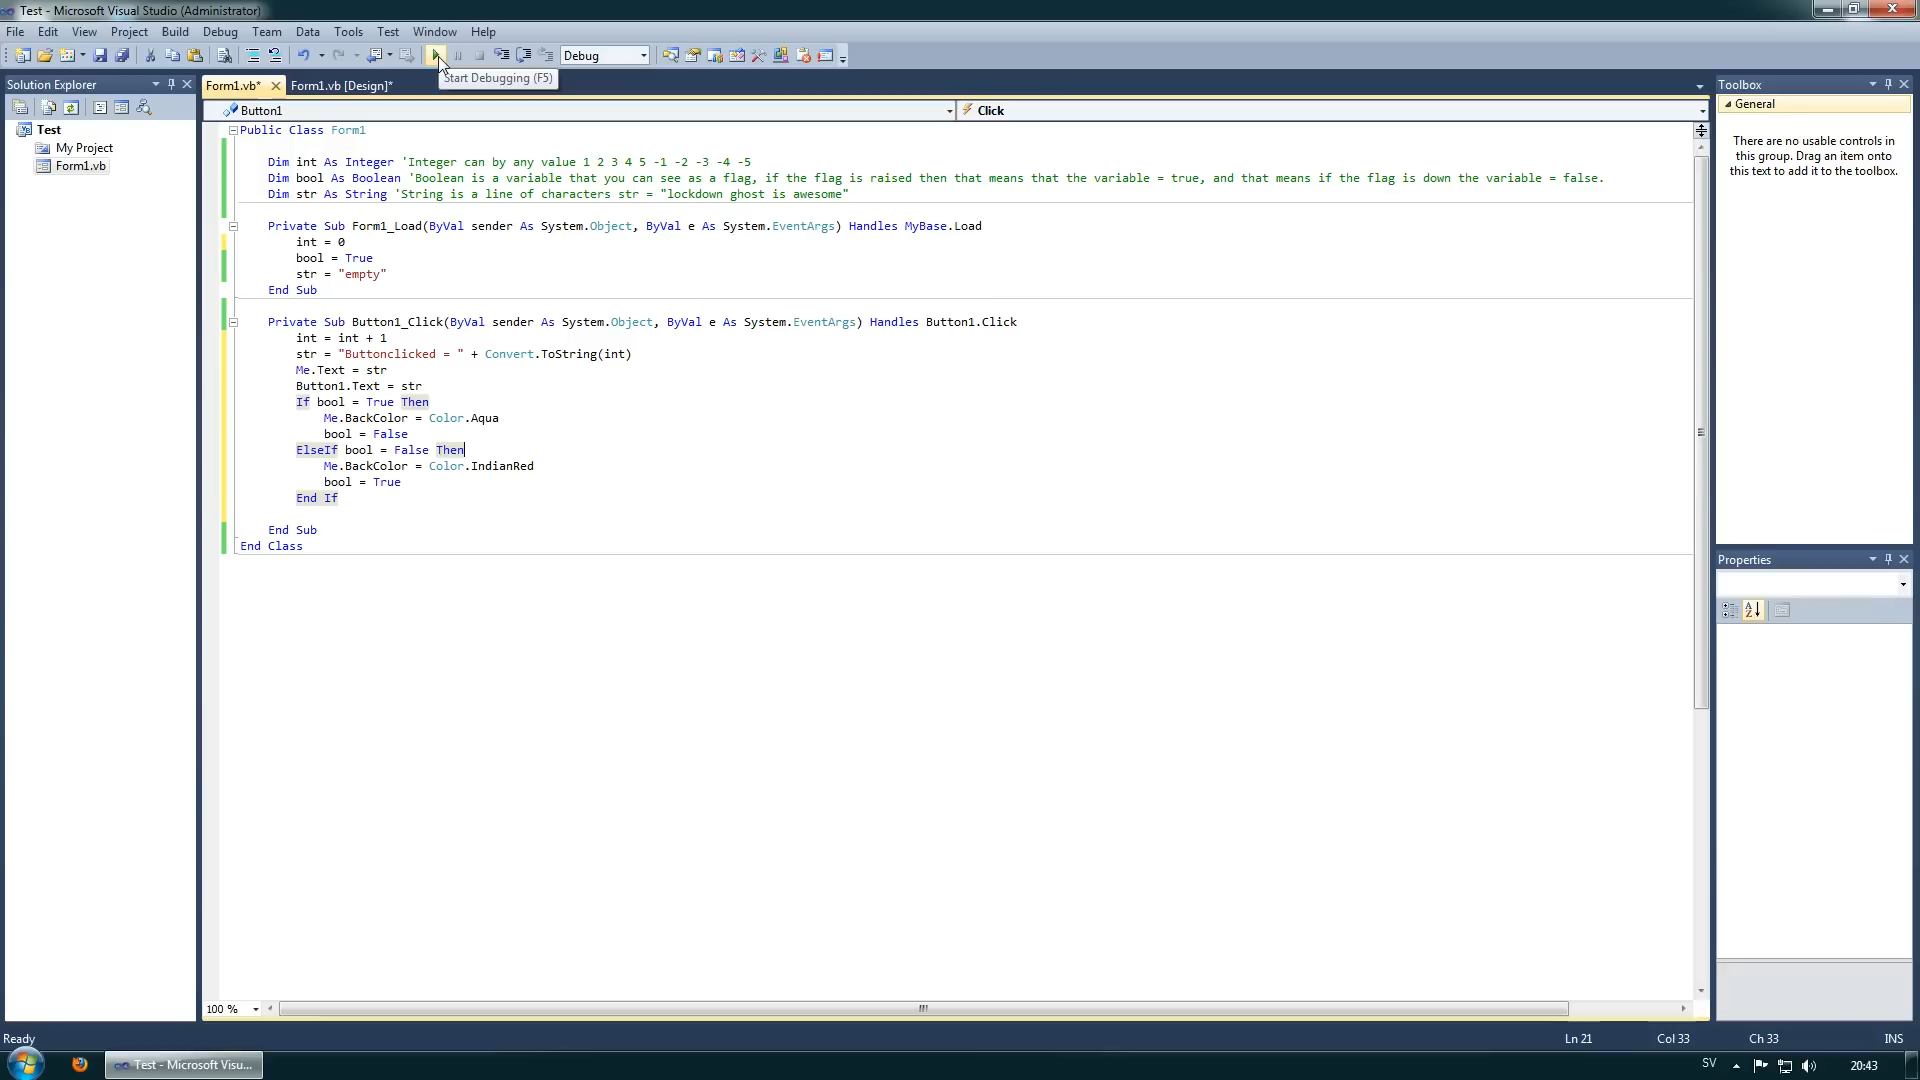 Test - Microsoft Visual Studio (Administrator)
File Edit View Project Build Debug Team Data Tools Test Window Help
Debug
Start Debugging (F5)
Solution Explorer
Test
My Project
Form1.vb
Form1.vb* Form1.vb [Design]*
Button1 Click
Public Class Form1
Dim int As Integer 'Integer can by any value 1 2 3 4 5 -1 -2 -3 -4 -5
Dim bool As Boolean 'Boolean is a variable that you can see as a flag, if the flag is raised then that means that the variable = true, and that means if the flag is down the variable = false.
Dim str As String 'String is a line of characters str = "lockdown ghost is awesome"
Private Sub Form1_Load(ByVal sender As System.Object, ByVal e As System.EventArgs) Handles MyBase.Load
int = 0
bool = True
str = "empty"
End Sub
Private Sub Button1_Click(ByVal sender As System.Object, ByVal e As System.EventArgs) Handles Button1.Click
int = int + 1
str = "Buttonclicked = " + Convert.ToString(int)
Me.Text = str
Button1.Text = str
If bool = True Then
Me.BackColor = Color.Aqua
bool = False
ElseIf bool = False Then
Me.BackColor = Color.IndianRed
bool = True
End If
End Sub
End Class
100 %
Toolbox
General
There are no usable controls in
this group. Drag an item onto
this text to add it to the toolbox.
Properties
Ready Ln 21 Col 33 Ch 33 INS
Test - Microsoft Visu... SV 20:43